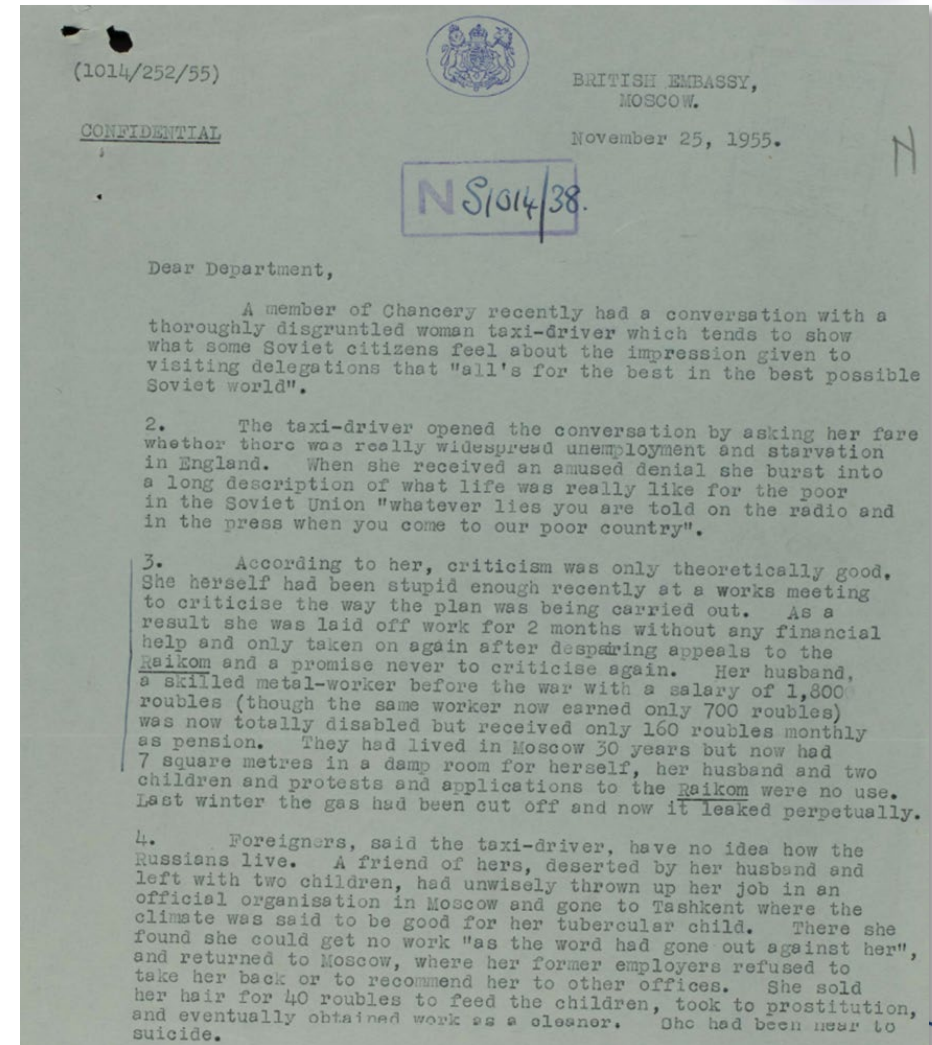 (1014/252/55)
BRITISH EMBASSY,
MOSCOW.
CONFIDENTIAL
November 25, 1955.
N
N S1014/38.
Dear Department,
A member of Chancery recently had a conversation with a
thoroughly disgruntled woman taxi-driver which tends to show
what some Soviet citizens feel about the impression given to
visiting delegations that "all's for the best in the best possible
Soviet world".
2. The taxi-driver opened the conversation by asking her fare
whether there was really widespread unemployment and starvation
in England. When she received an amused denial she burst into
a long description of what life was really like for the poor
in the Soviet Union "whatever lies you are told on the radio and
in the press when you come to our poor country".
3. According to her, criticism was only theoretically good.
She herself had been stupid enough recently at a works meeting
to criticise the way the plan was being carried out. As a
result she was laid off work for 2 months without any financial
help and only taken on again after despairing appeals to the
Raikom and a promise never to criticise again. Her husband,
a skilled metal-worker before the war with a salary of 1,800
roubles (though the same worker now earned only 700 roubles)
was now totally disabled but received only 160 roubles monthly
as pension. They had lived in Moscow 30 years but now had
7 square metres in a damp room for herself, her husband and two
children and protests and applications to the Raikom were no use.
Last winter the gas had been cut off and now it leaked perpetually.
4. Foreigners, said the taxi-driver, have no idea how the
Russians live. A friend of hers, deserted by her husband and
left with two children, had unwisely thrown up her job in an
official organisation in Moscow and gone to Tashkent where the
climate was said to be good for her tubercular child. There she
found she could get no work "as the word had gone out against her",
and returned to Moscow, where her former employers refused to
take her back or to recommend her to other offices. She sold
her hair for 40 roubles to feed the children, took to prostitution,
and eventually obtained work as a cleaner. She had been near to
suicide.